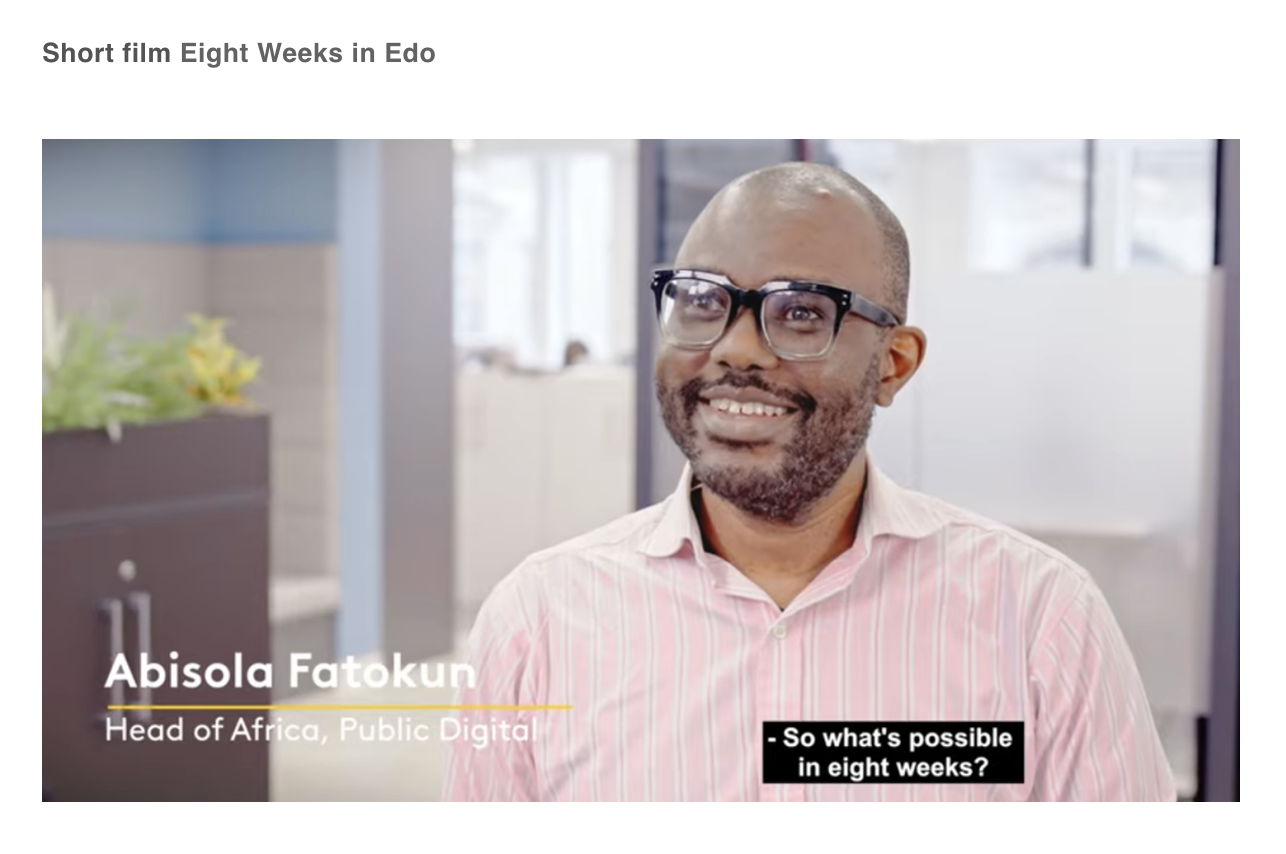 Short film Eight Weeks in Edo
Abisola Fatokun
Head of Africa, Public Digital
- So what's possible
in eight weeks?